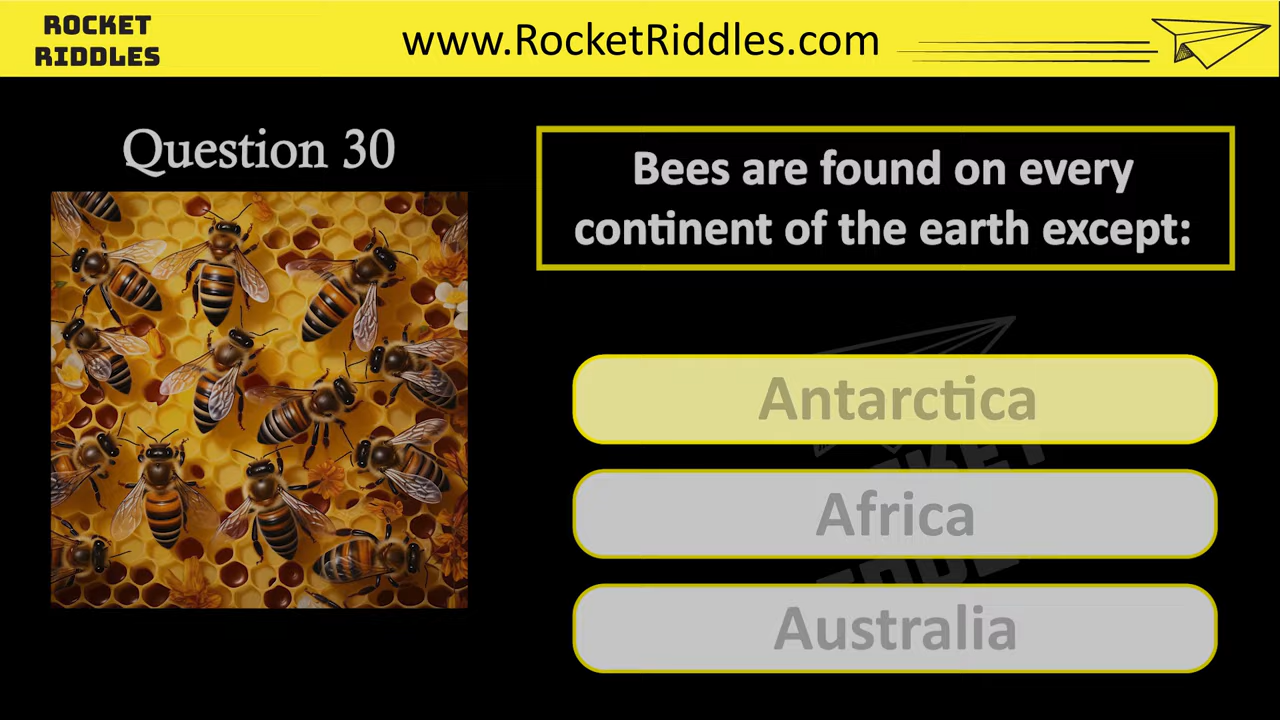 ROCKET
RIDDLES
www.RocketRiddles.com
Question 30
Bees are found on every
continent of the earth except:
Antarctica
Africa
Australia